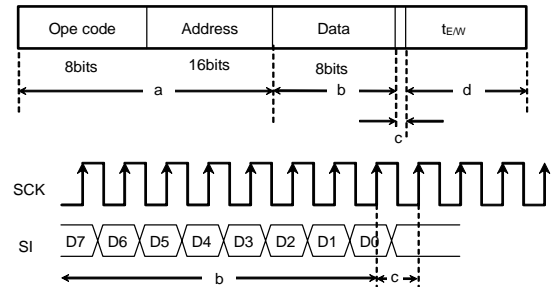 Ope code Address Data tE/W
8bits 16bits 8bits
a b d
c
SCK
SI D7 D6 D5 D4 D3 D2 D1 D0
b c